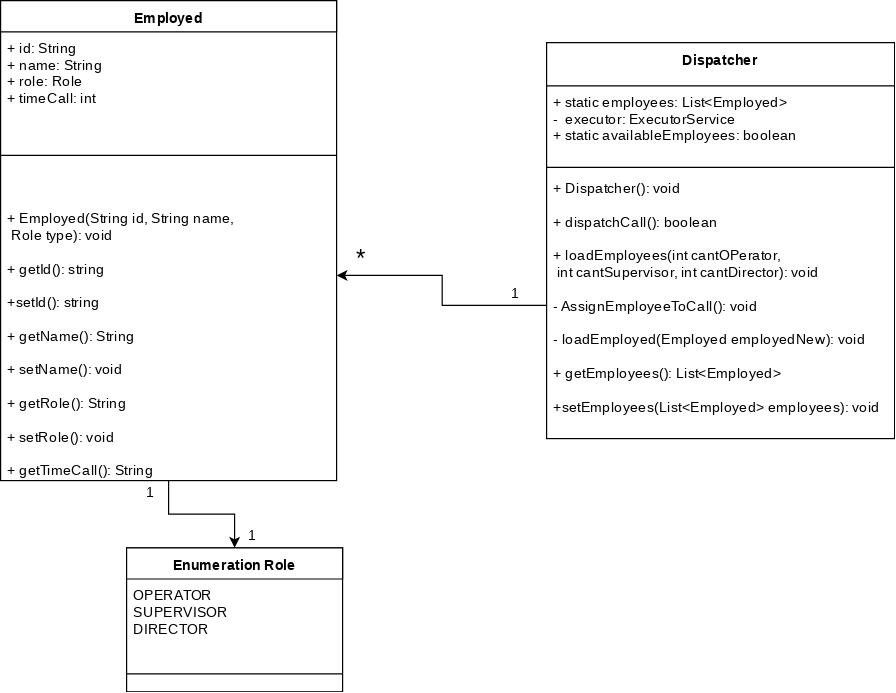 Employed
+ id: String
+ name: String
+ role: Role
+ timeCall: int
+ Employed(String id, String name,
Role type): void
+ getId(): string
+setId(): string
+ getName(): String
+ setName(): void
+ getRole(): String
+ setRole(): void
+ getTimeCall(): String
*
1
Dispatcher
+ static employees: List<Employed>
- executor: ExecutorService
+ static availableEmployees: boolean
+ Dispatcher(): void
+ dispatchCall(): boolean
+ loadEmployees(int cantOPerator,
int cantSupervisor, int cantDirector): void
- AssignEmployeeToCall(): void
- loadEmployed(Employed employedNew): void
+ getEmployees(): List<Employed>
+setEmployees(List<Employed> employees): void
1
1
Enumeration Role
OPERATOR
SUPERVISOR
DIRECTOR